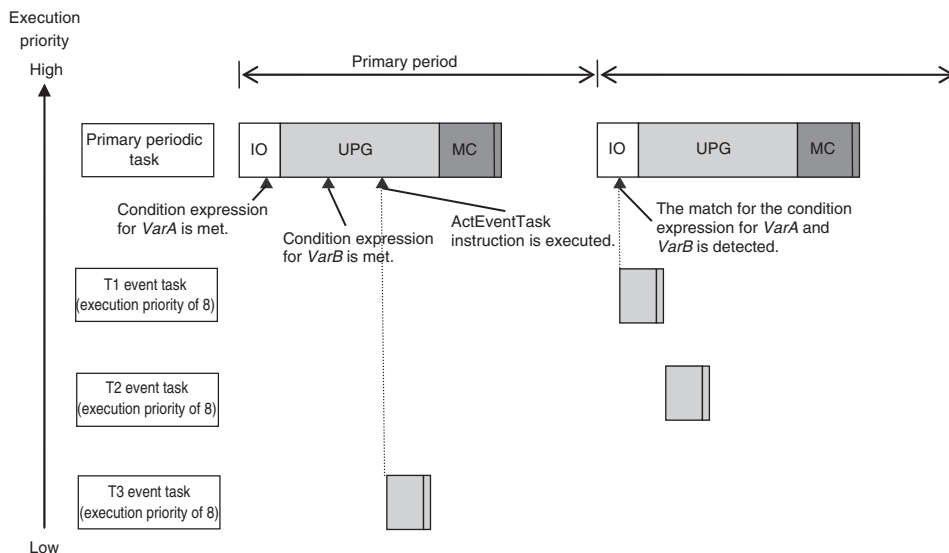 Execution
priority
High
Primary period
Primary periodic
task
IO
UPG
MC
IO
UPG
MC
Condition expression
for VarA is met.
Condition expression
for VarB is met.
ActEventTask
instruction is executed.
The match for the condition
expression for VarA and
VarB is detected.
T1 event task
(execution priority of 8)
T2 event task
(execution priority of 8)
T3 event task
(execution priority of 8)
Low